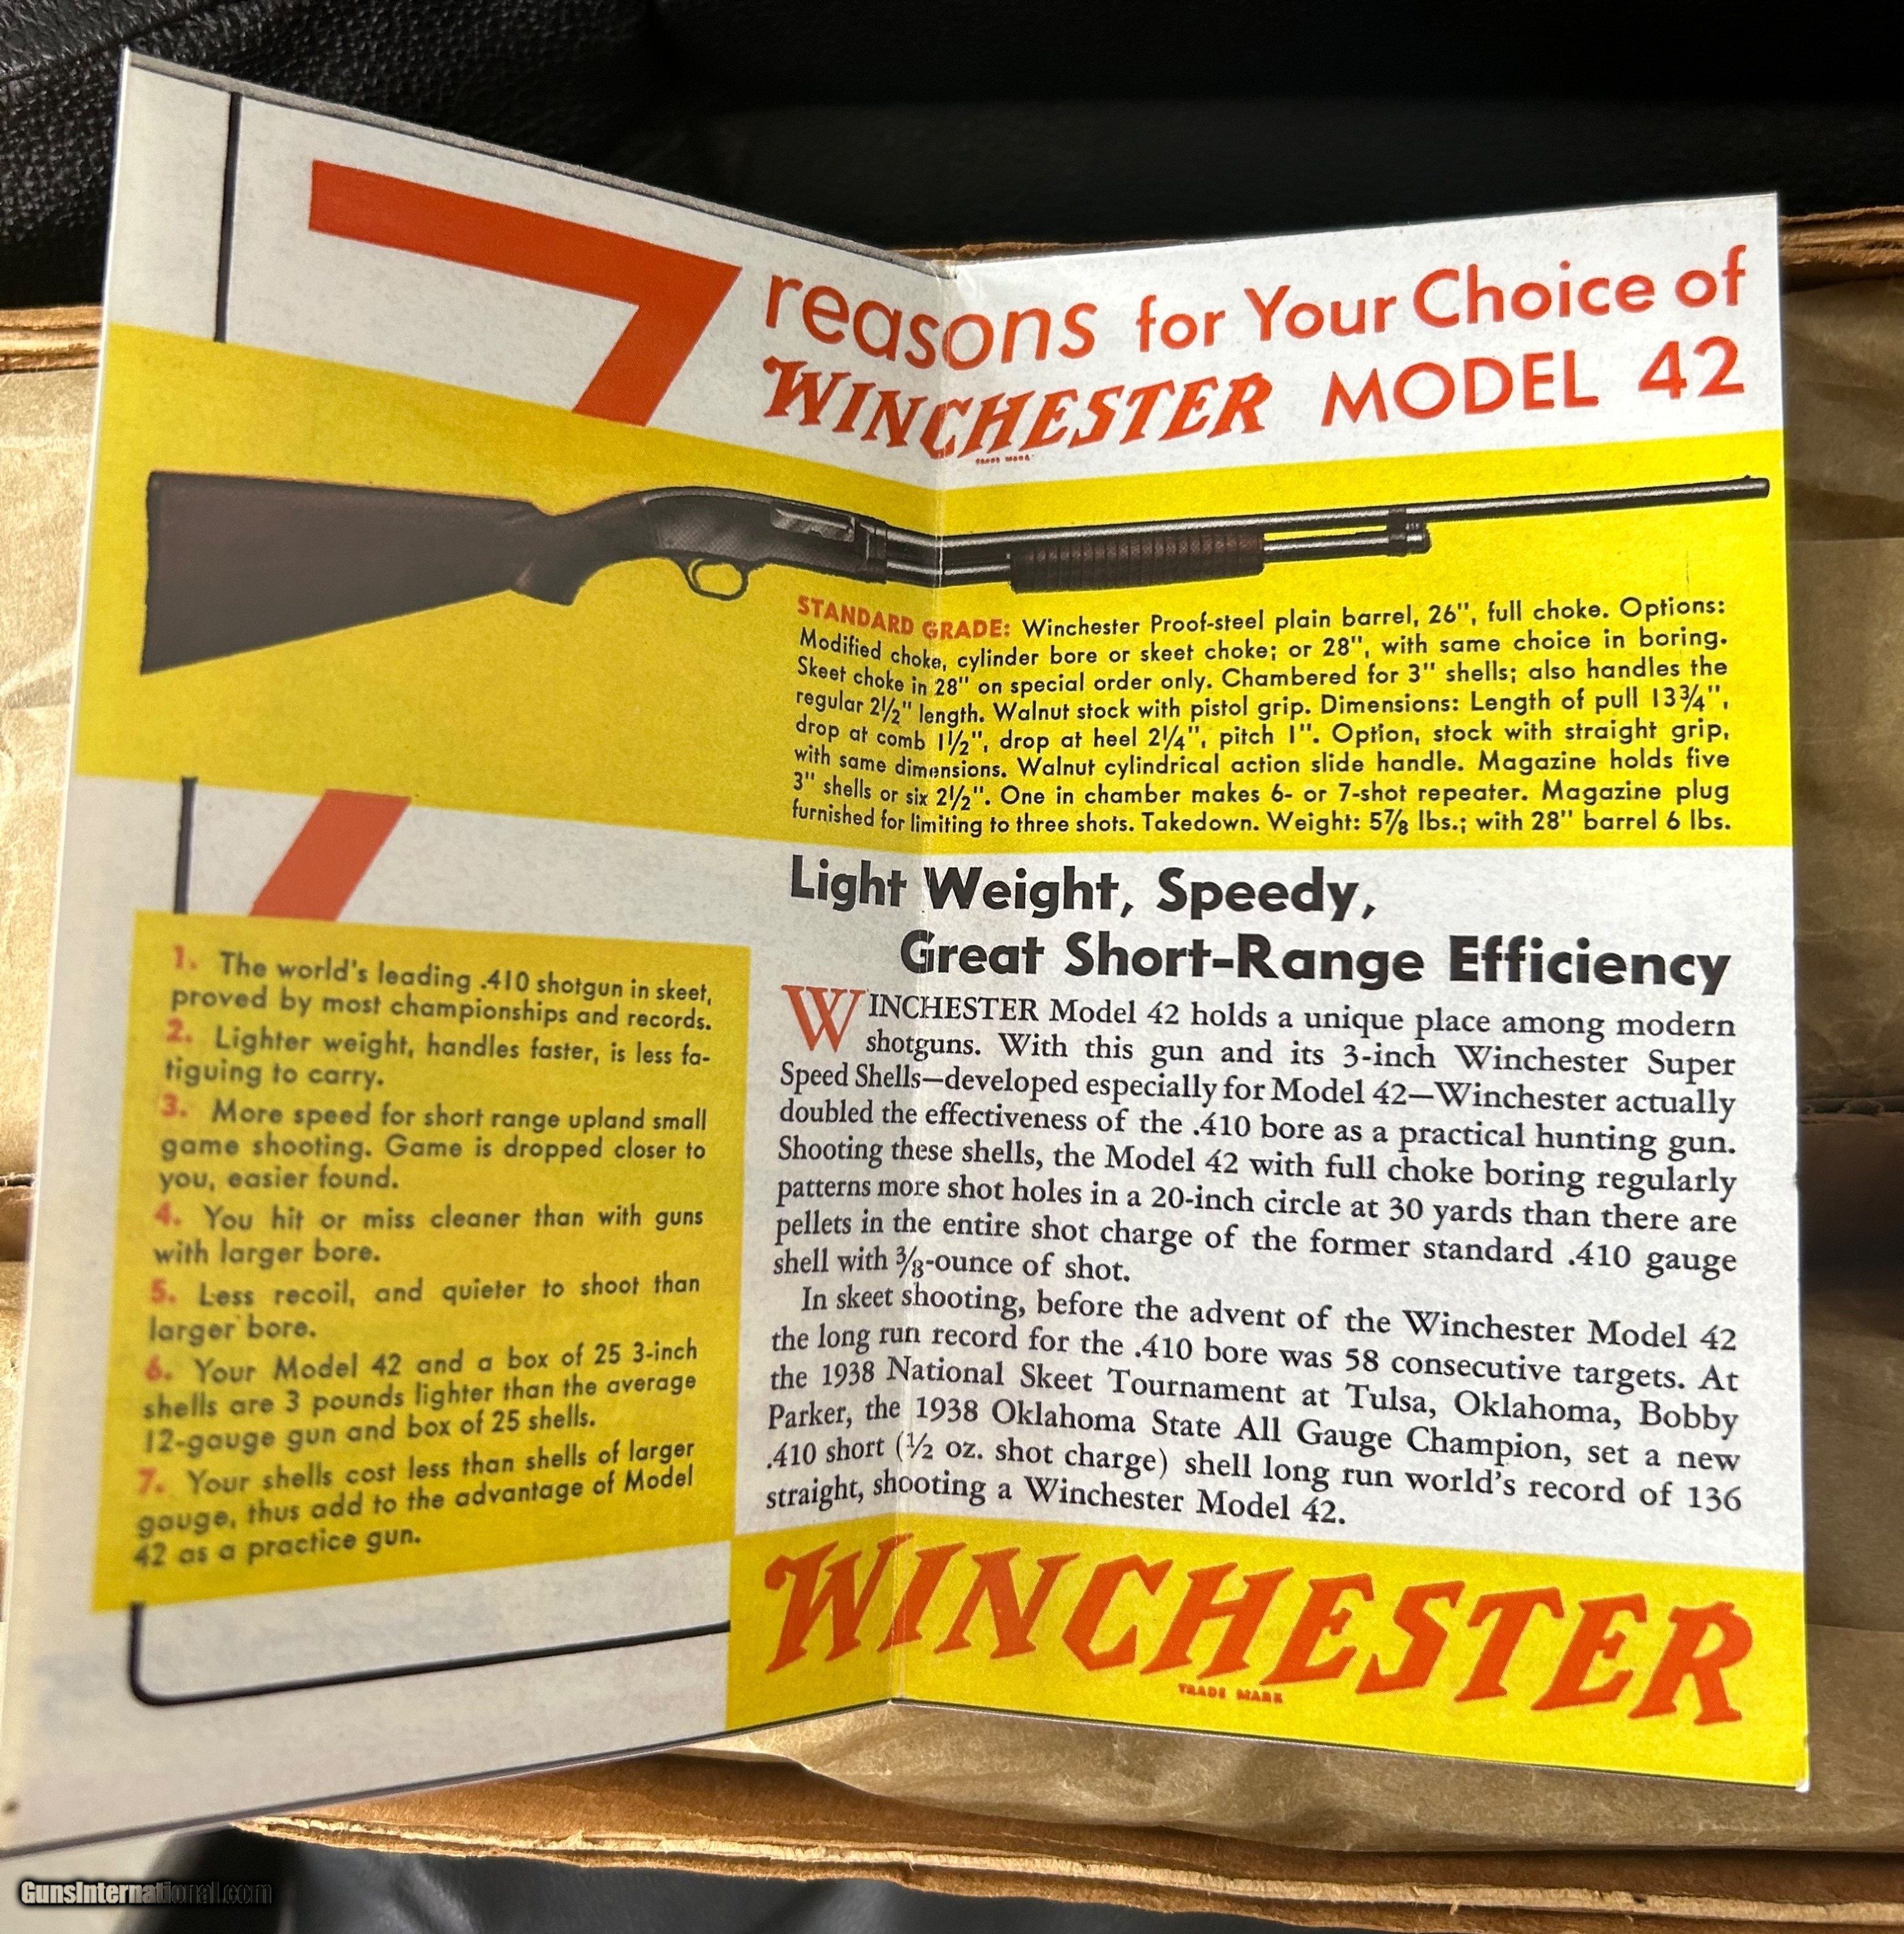 7 reasons for Your Choice of
WINCHESTER MODEL 42
TRADE MARK
STANDARD GRADE: Winchester Proof-steel plain barrel, 26", full choke. Options:
Modified choke, cylinder bore or skeet choke; or 28", with same choice in boring.
Skeet choke in 28" on special order only. Chambered for 3" shells; also handles the
regular 2½" length. Walnut stock with pistol grip. Dimensions: Length of pull 13¾",
drop at comb 1½", drop at heel 2¼", pitch 1". Option, stock with straight grip,
with same dimensions. Walnut cylindrical action slide handle. Magazine holds five
3" shells or six 2½". One in chamber makes 6- or 7-shot repeater. Magazine plug
furnished for limiting to three shots. Takedown. Weight: 5⅞ lbs.; with 28" barrel 6 lbs.
1. The world's leading .410 shotgun in skeet,
proved by most championships and records.
2. Lighter weight, handles faster, is less fa-
tiguing to carry.
3. More speed for short range upland small
game shooting. Game is dropped closer to
you, easier found.
4. You hit or miss cleaner than with guns
with larger bore.
5. Less recoil, and quieter to shoot than
larger bore.
6. Your Model 42 and a box of 25 3-inch
shells are 3 pounds lighter than the average
12-gauge gun and box of 25 shells.
7. Your shells cost less than shells of larger
gauge, thus add to the advantage of Model
42 as a practice gun.
Light Weight, Speedy,
Great Short-Range Efficiency
WINCHESTER Model 42 holds a unique place among modern
shotguns. With this gun and its 3-inch Winchester Super
Speed Shells—developed especially for Model 42—Winchester actually
doubled the effectiveness of the .410 bore as a practical hunting gun.
Shooting these shells, the Model 42 with full choke boring regularly
patterns more shot holes in a 20-inch circle at 30 yards than there are
pellets in the entire shot charge of the former standard .410 gauge
shell with ⅜-ounce of shot.
In skeet shooting, before the advent of the Winchester Model 42
the long run record for the .410 bore was 58 consecutive targets. At
the 1938 National Skeet Tournament at Tulsa, Oklahoma, Bobby
Parker, the 1938 Oklahoma State All Gauge Champion, set a new
.410 short (½ oz. shot charge) shell long run world's record of 136
straight, shooting a Winchester Model 42.
WINCHESTER
TRADE MARK
GunsInternational.com